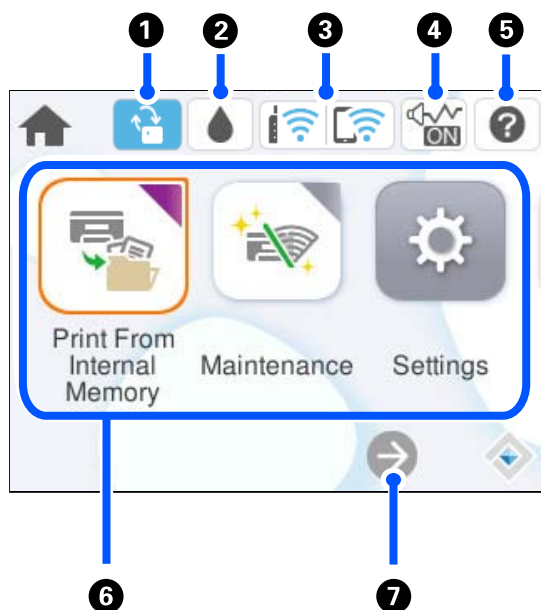 1 2 3 4 5
ON ?
Print From
Internal
Memory
Maintenance
Settings
6 7